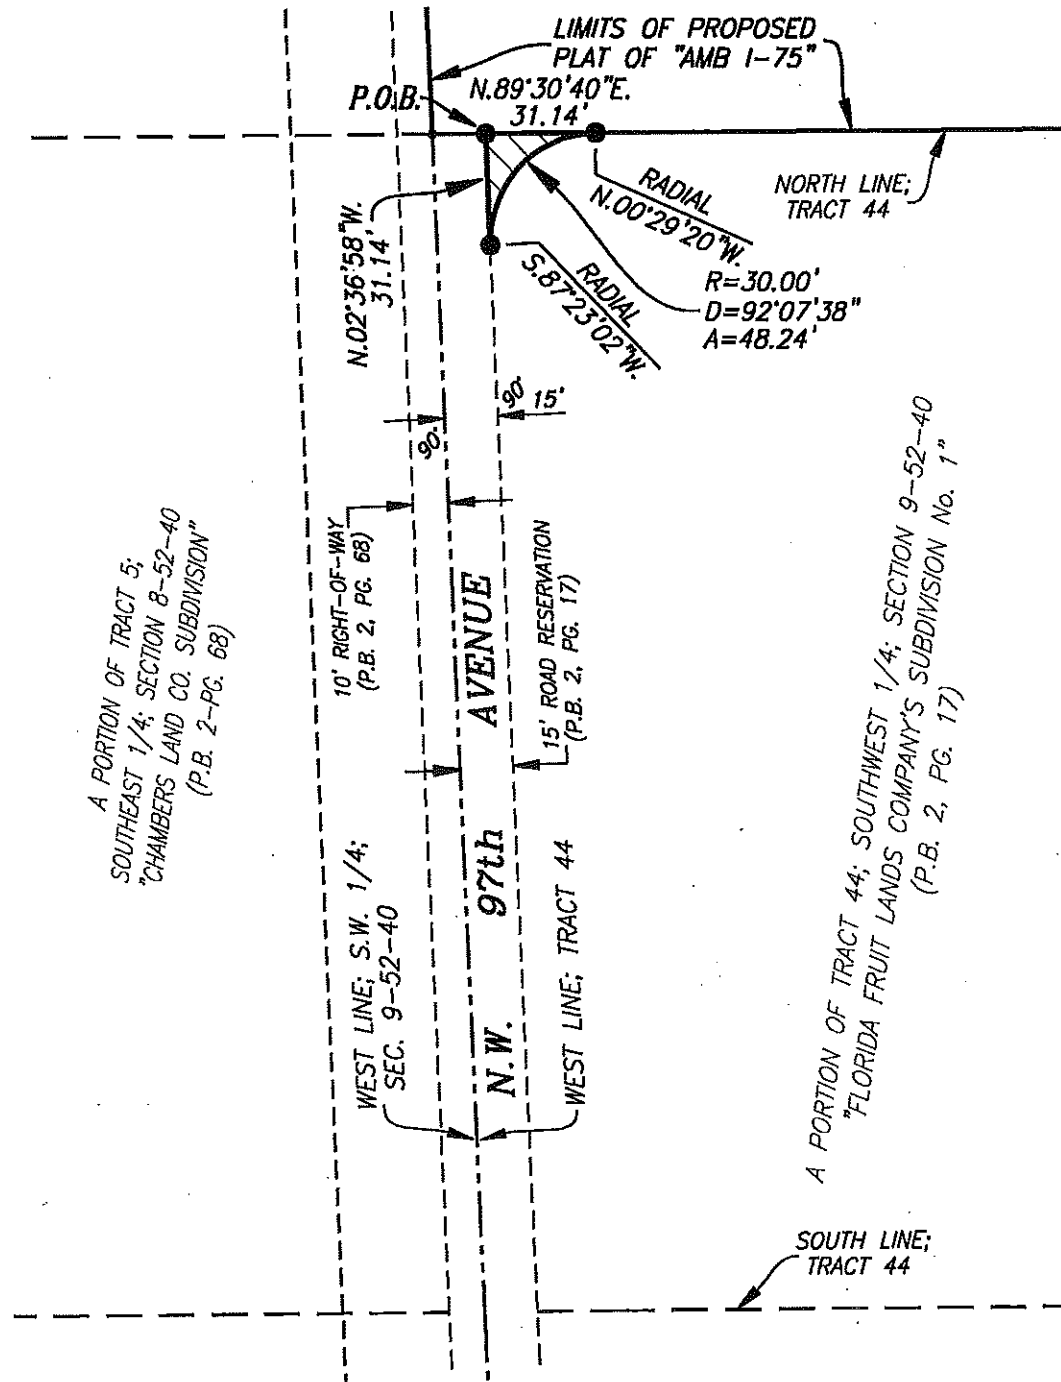 LIMITS OF PROPOSED
PLAT OF "AMB I-75"
P.O.B.
N.89°30'40"E.
31.14'
NORTH LINE;
TRACT 44
RADIAL
N.00°29'20"W.
RADIAL
S.87°23'02"W.
N.02°36'58"W.
31.14'
R=30.00'
D=92°07'38"
A=48.24'
90° 15'
90°
10' RIGHT-OF-WAY
(P.B. 2, PG. 68)
15' ROAD RESERVATION
(P.B. 2, PG. 17)
A PORTION OF TRACT 5;
SOUTHEAST 1/4; SECTION 8-52-40
"CHAMBERS LAND CO. SUBDIVISION"
(P.B. 2-PG. 68)
N.W. 97th AVENUE
WEST LINE; S.W. 1/4;
SEC. 9-52-40
WEST LINE; TRACT 44
A PORTION OF TRACT 44; SOUTHWEST 1/4; SECTION 9-52-40
"FLORIDA FRUIT LANDS COMPANY'S SUBDIVISION No. 1"
(P.B. 2, PG. 17)
SOUTH LINE;
TRACT 44